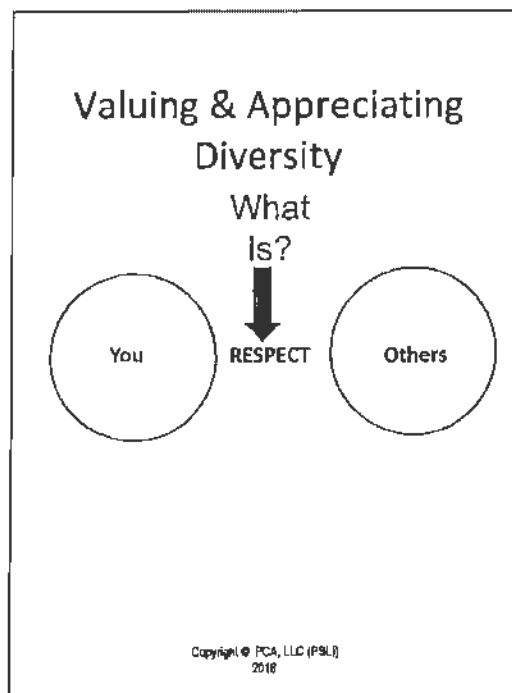 Valuing & Appreciating
Diversity
What
Is?
You RESPECT Others
Copyright © PCA, LLC (PSLI)
2018